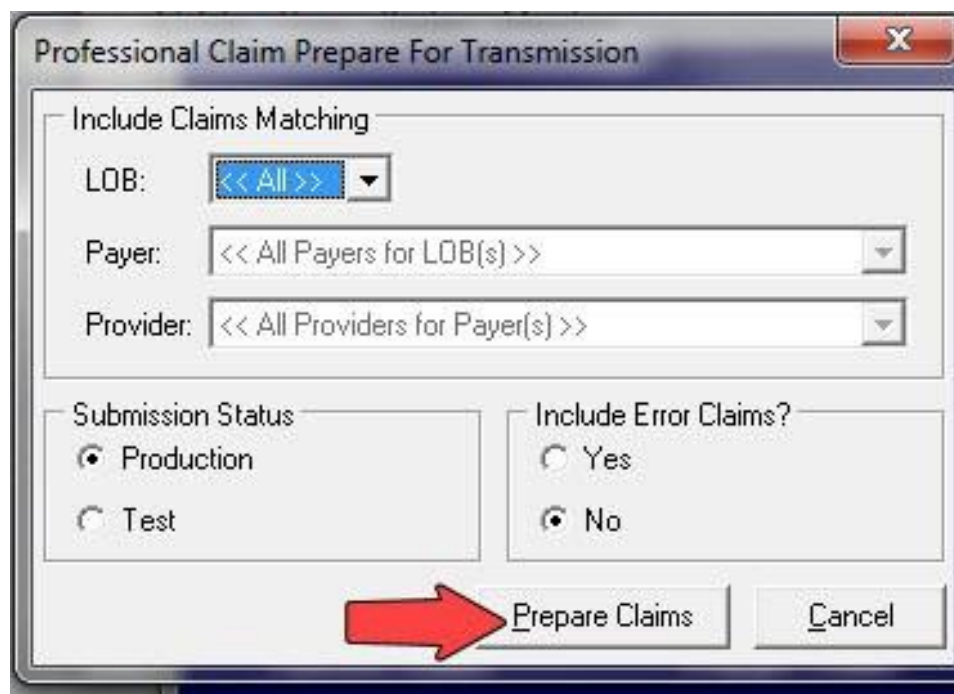 Professional Claim Prepare For Transmission
Include Claims Matching
LOB: << All >>
Payer: << All Payers for LOB(s) >>
Provider: << All Providers for Payer(s) >>
Submission Status
Production
Test
Include Error Claims?
Yes
No
Prepare Claims
Cancel